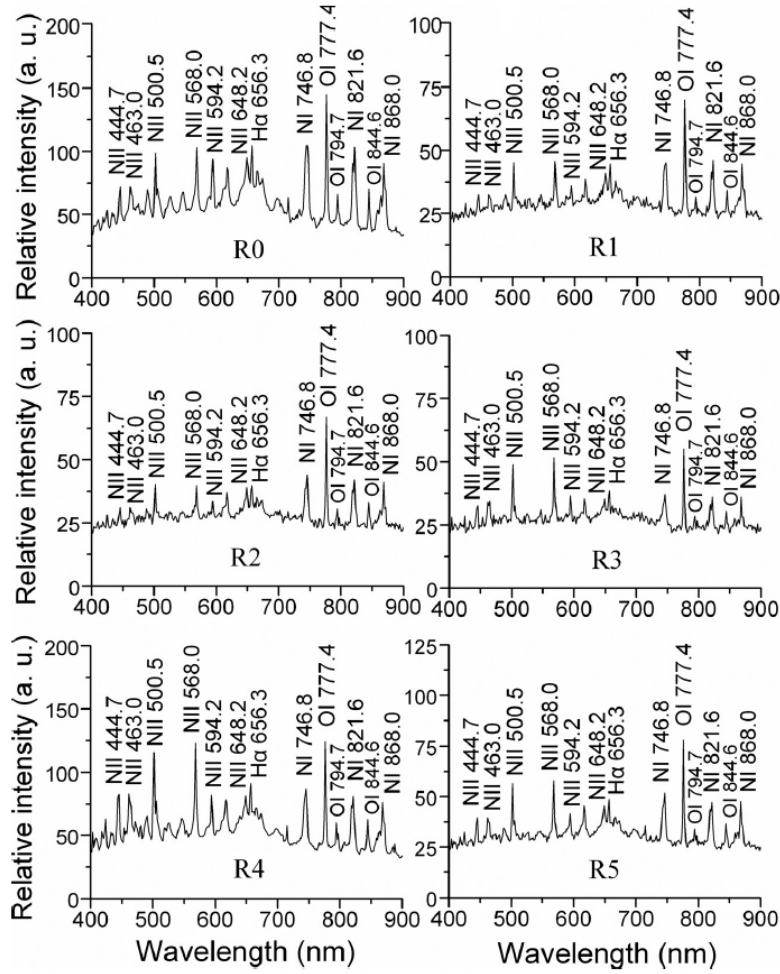 Relative intensity (a. u.)
200
150
100
50
0
NII 444.7
NII 463.0
NII 500.5
NII 568.0
NII 594.2
NII 648.2
Hα 656.3
NI 746.8
OI 777.4
OI 794.7
NI 821.6
OI 844.6
NI 868.0
R0
400 500 600 700 800 900
100
75
50
25
0
NII 444.7
NII 463.0
NII 500.5
NII 568.0
NII 594.2
NII 648.2
Hα 656.3
NI 746.8
OI 777.4
OI 794.7
NI 821.6
OI 844.6
NI 868.0
R1
400 500 600 700 800 900
Relative intensity (a. u.)
100
75
50
25
0
NII 444.7
NII 463.0
NII 500.5
NII 568.0
NII 594.2
NII 648.2
Hα 656.3
NI 746.8
OI 777.4
OI 794.7
NI 821.6
OI 844.6
NI 868.0
R2
400 500 600 700 800 900
100
75
50
25
0
NII 444.7
NII 463.0
NII 500.5
NII 568.0
NII 594.2
NII 648.2
Hα 656.3
NI 746.8
OI 777.4
OI 794.7
NI 821.6
OI 844.6
NI 868.0
R3
400 500 600 700 800 900
Relative intensity (a. u.)
200
150
100
50
0
NII 444.7
NII 463.0
NII 500.5
NII 568.0
NII 594.2
NII 648.2
Hα 656.3
NI 746.8
OI 777.4
OI 794.7
NI 821.6
OI 844.6
NI 868.0
R4
400 500 600 700 800 900
Wavelength (nm)
125
100
75
50
25
0
NII 444.7
NII 463.0
NII 500.5
NII 568.0
NII 594.2
NII 648.2
Hα 656.3
NI 746.8
OI 777.4
OI 794.7
NI 821.6
OI 844.6
NI 868.0
R5
400 500 600 700 800 900
Wavelength (nm)